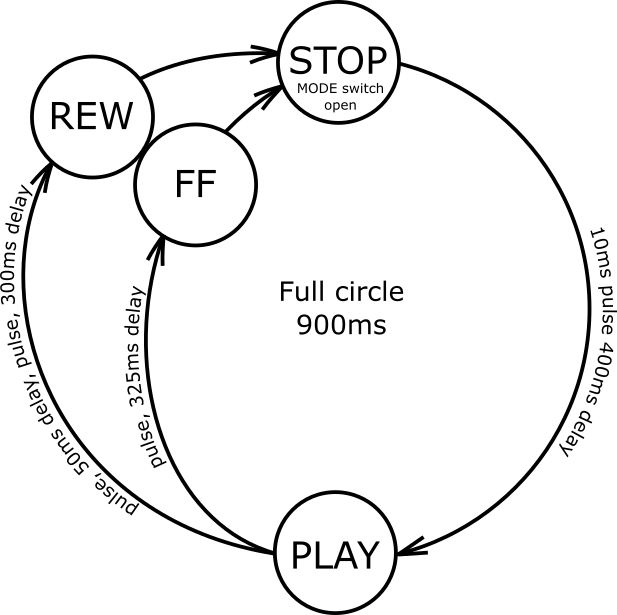 STOP
MODE switch
open
REW
FF
Full circle
900ms
10ms pulse 400ms delay
pulse, 325ms delay
pulse, 50ms delay, pulse, 300ms delay
PLAY